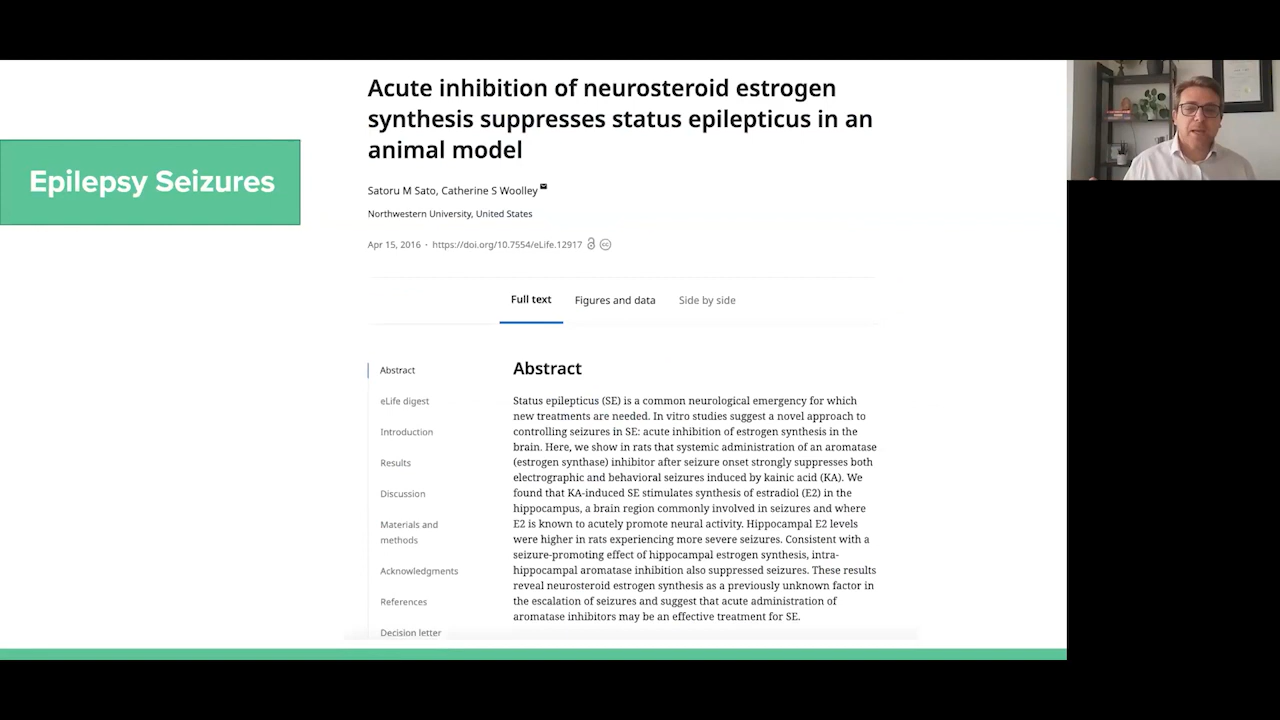 Epilepsy Seizures
Acute inhibition of neurosteroid estrogen
synthesis suppresses status epilepticus in an
animal model
Satoru M Sato, Catherine S Woolley
Northwestern University, United States
Apr 15, 2016 · https://doi.org/10.7554/eLife.12917
Full text
Figures and data
Side by side
Abstract
eLife digest
Introduction
Results
Discussion
Materials and
methods
Acknowledgments
References
Decision letter
Abstract
Status epilepticus (SE) is a common neurological emergency for which
new treatments are needed. In vitro studies suggest a novel approach to
controlling seizures in SE: acute inhibition of estrogen synthesis in the
brain. Here, we show in rats that systemic administration of an aromatase
(estrogen synthase) inhibitor after seizure onset strongly suppresses both
electrographic and behavioral seizures induced by kainic acid (KA). We
found that KA-induced SE stimulates synthesis of estradiol (E2) in the
hippocampus, a brain region commonly involved in seizures and where
E2 is known to acutely promote neural activity. Hippocampal E2 levels
were higher in rats experiencing more severe seizures. Consistent with a
seizure-promoting effect of hippocampal estrogen synthesis, intra-
hippocampal aromatase inhibition also suppressed seizures. These results
reveal neurosteroid estrogen synthesis as a previously unknown factor in
the escalation of seizures and suggest that acute administration of
aromatase inhibitors may be an effective treatment for SE.